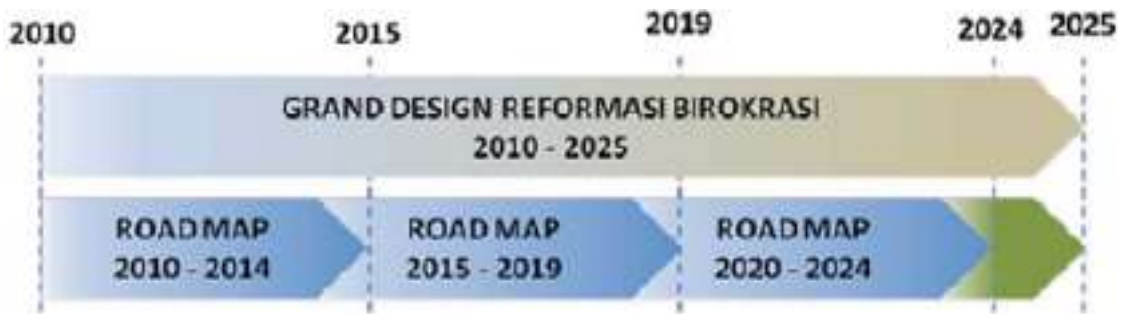 2010 2015 2019 2024 2025
GRAND DESIGN REFORMASI BIROKRASI
2010 - 2025
ROAD MAP ROAD MAP ROAD MAP
2010 - 2014 2015 - 2019 2020 - 2024